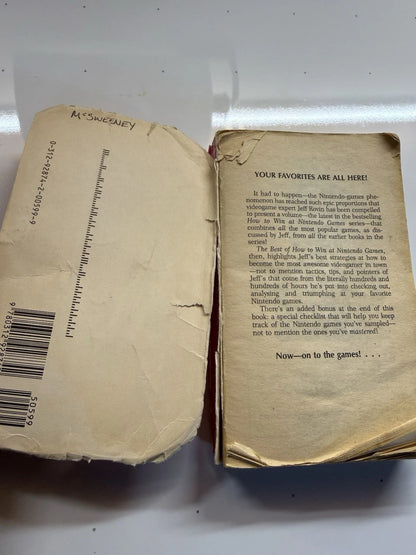 McSWEENEY
0-312-92874-2-00599-9
50599
YOUR FAVORITES ARE ALL HERE!
It had to happen—the Nintendo-games phe-
nomenon has reached such epic proportions that
videogame expert Jeff Rovin has been compelled
to present a volume—the latest in the bestselling
How to Win at Nintendo Games series—that
combines all the most popular games, as dis-
cussed by Jeff, from all the earlier books in the
series!
The Best of How to Win at Nintendo Games,
then, highlights Jeff's best strategies at how to
become the most awesome videogamer in town
—not to mention tactics, tips, and pointers of
Jeff's that come from the literally hundreds and
hundreds of hours he's put into checking out,
analyzing and triumphing at your favorite
Nintendo games.
There's an added bonus at the end of this
book: a special checklist that will help you keep
track of the Nintendo games you've sampled—
not to mention the ones you've mastered!
Now—on to the games! . . .